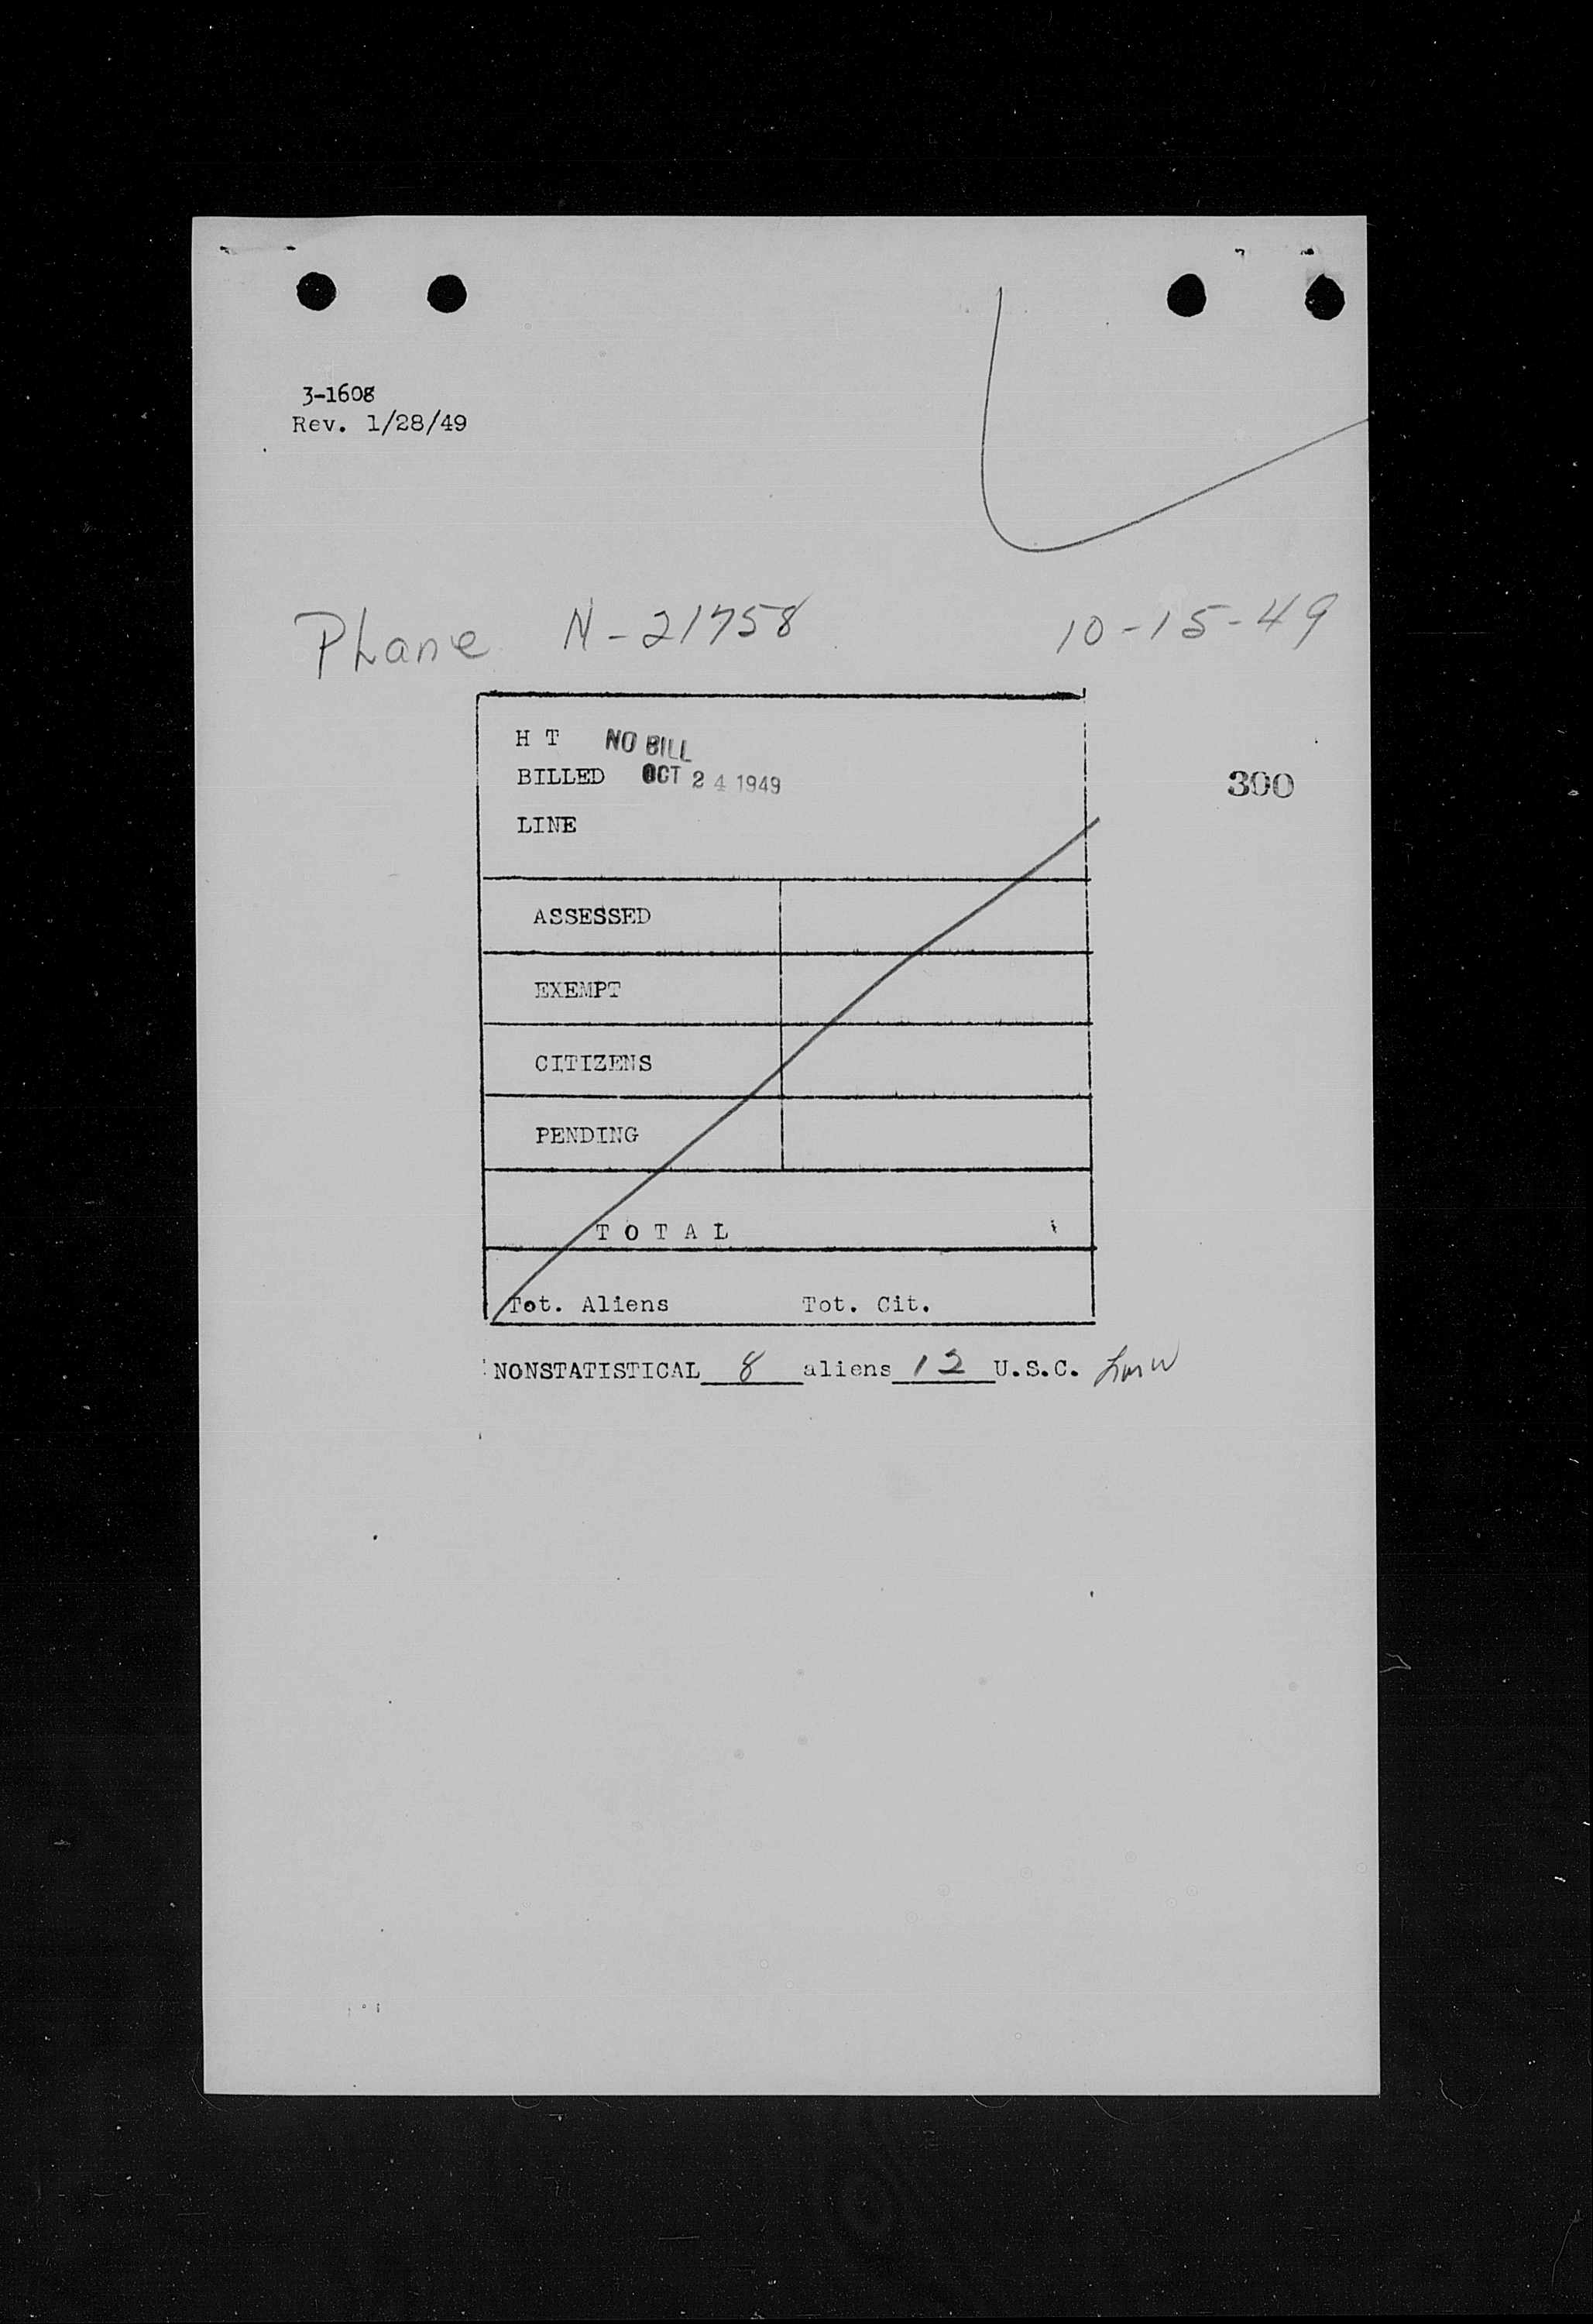 3-1608
Rev. 1/28/49
Plane N-21758 10-15-49
H T NO BILL
BILLED OCT 24 1949
300
LINE
ASSESSED
EXEMPT
CITIZENS
PENDING
TOTAL
Tot. Aliens Tot. Cit.
NONSTATISTICAL 8 aliens 12 U.S.C.